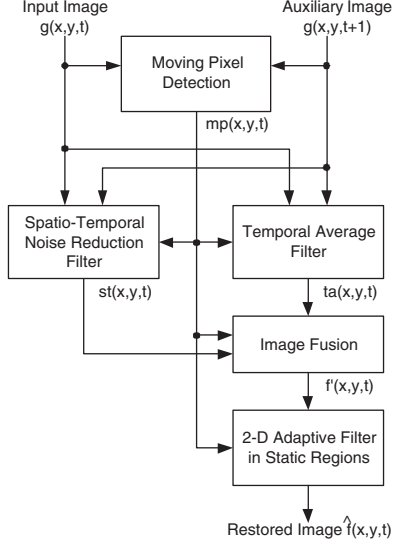 Input Image
g(x,y,t)
Auxiliary Image
g(x,y,t+1)
Moving Pixel
Detection
mp(x,y,t)
Spatio-Temporal
Noise Reduction
Filter
Temporal Average
Filter
st(x,y,t)
ta(x,y,t)
Image Fusion
f'(x,y,t)
2-D Adaptive Filter
in Static Regions
Restored Image f̂(x,y,t)